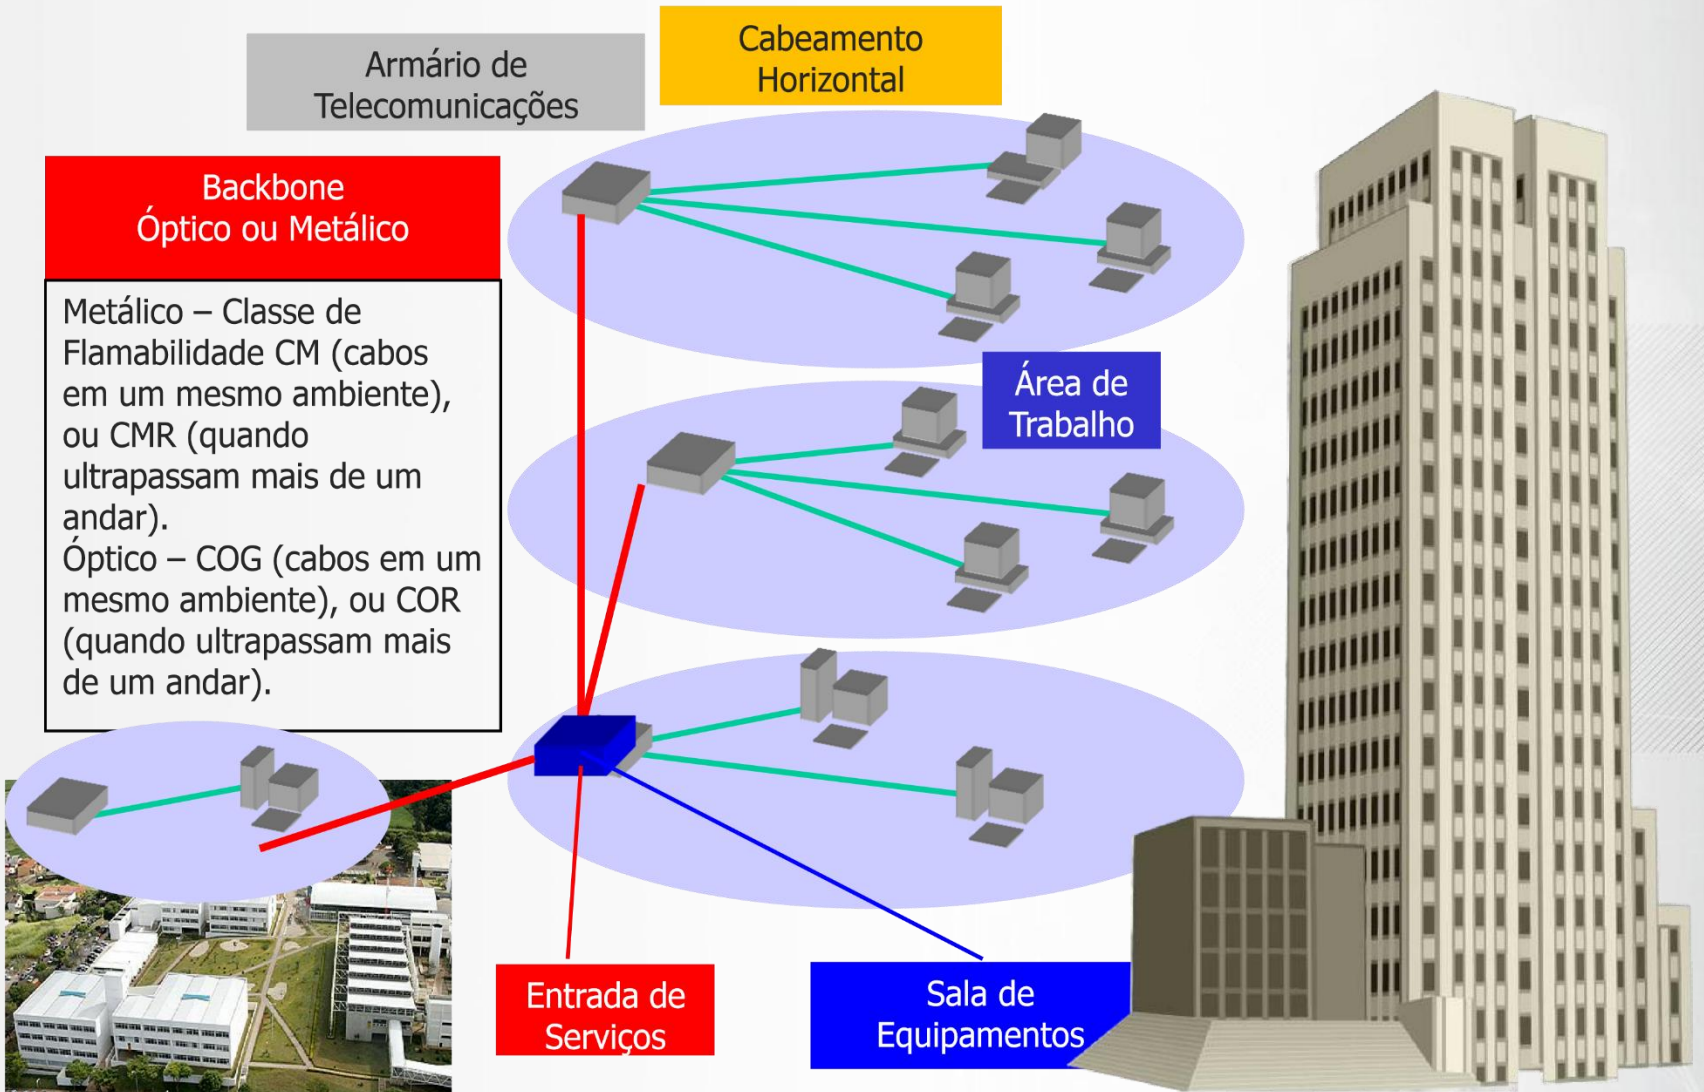 Armário de
Telecomunicações
Cabeamento
Horizontal
Backbone
Óptico ou Metálico
Metálico – Classe de
Flamabilidade CM (cabos
em um mesmo ambiente),
ou CMR (quando
ultrapassam mais de um
andar).
Óptico – COG (cabos em um
mesmo ambiente), ou COR
(quando ultrapassam mais
de um andar).
Área de
Trabalho
Entrada de
Serviços
Sala de
Equipamentos